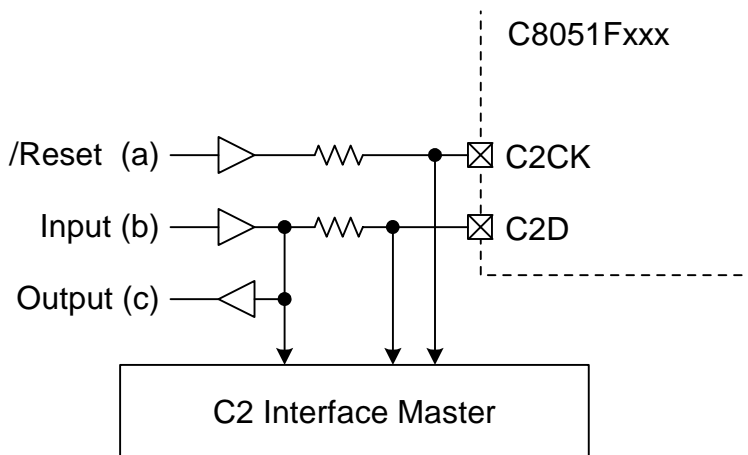 C8051Fxxx
/Reset (a)
C2CK
Input (b)
C2D
Output (c)
C2 Interface Master